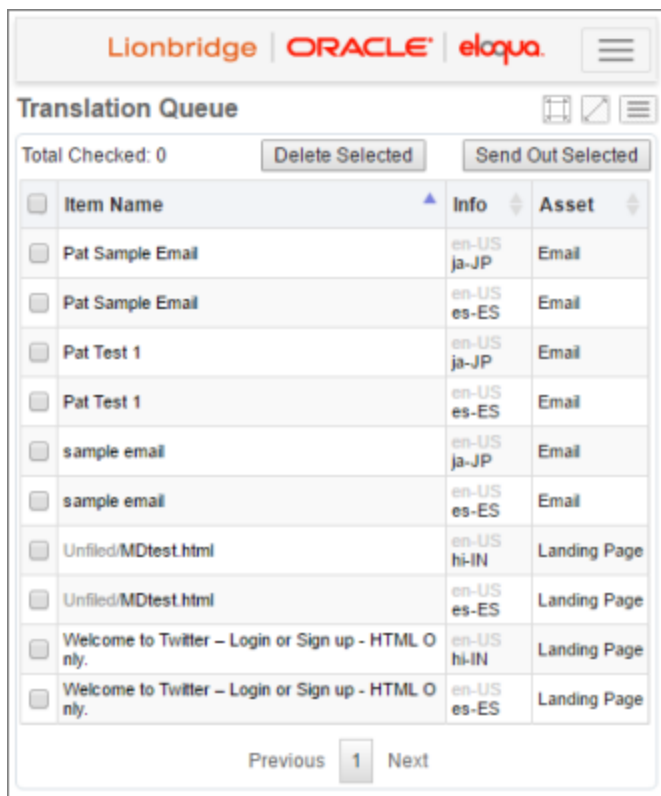 Lionbridge | ORACLE | eloqua.
Translation Queue
Total Checked: 0 Delete Selected Send Out Selected
Item Name Info Asset
Pat Sample Email en-US ja-JP Email
Pat Sample Email en-US es-ES Email
Pat Test 1 en-US ja-JP Email
Pat Test 1 en-US es-ES Email
sample email en-US ja-JP Email
sample email en-US es-ES Email
Unfiled/MDtest.html en-US hi-IN Landing Page
Unfiled/MDtest.html en-US es-ES Landing Page
Welcome to Twitter – Login or Sign up - HTML O
nly. en-US hi-IN Landing Page
Welcome to Twitter – Login or Sign up - HTML O
nly. en-US es-ES Landing Page
Previous 1 Next